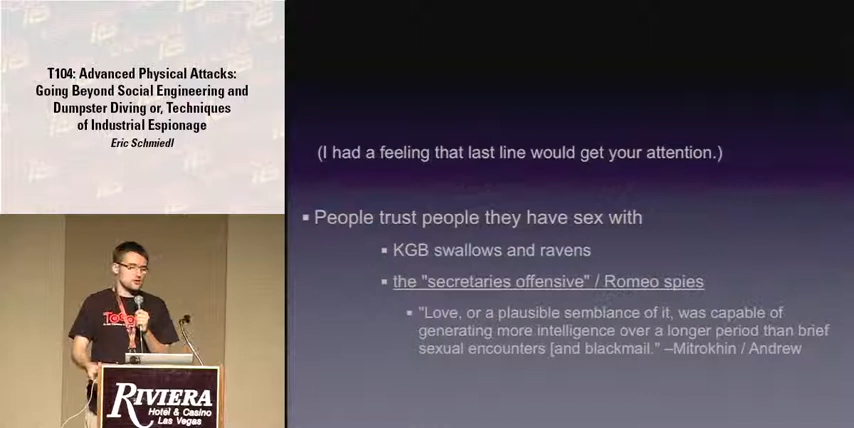 T104: Advanced Physical Attacks:
Going Beyond Social Engineering and
Dumpster Diving or, Techniques
of Industrial Espionage
Eric Schmiedl
(I had a feeling that last line would get your attention.)
▪ People trust people they have sex with
▪ KGB swallows and ravens
▪ the "secretaries offensive" / Romeo spies
▪ "Love, or a plausible semblance of it, was capable of
generating more intelligence over a longer period than brief
sexual encounters [and blackmail." –Mitrokhin / Andrew
RIVIERA
Hotel & Casino
Las Vegas